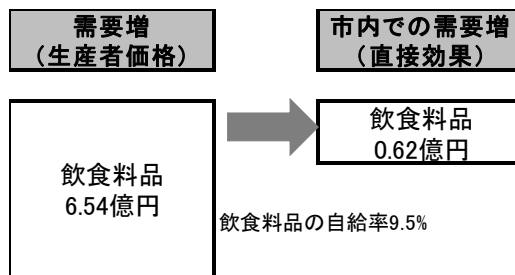 需要増
（生産者価格）
市内での需要増
（直接効果）
飲食料品
6.54億円
飲食料品
0.62億円
飲食料品の自給率9.5%